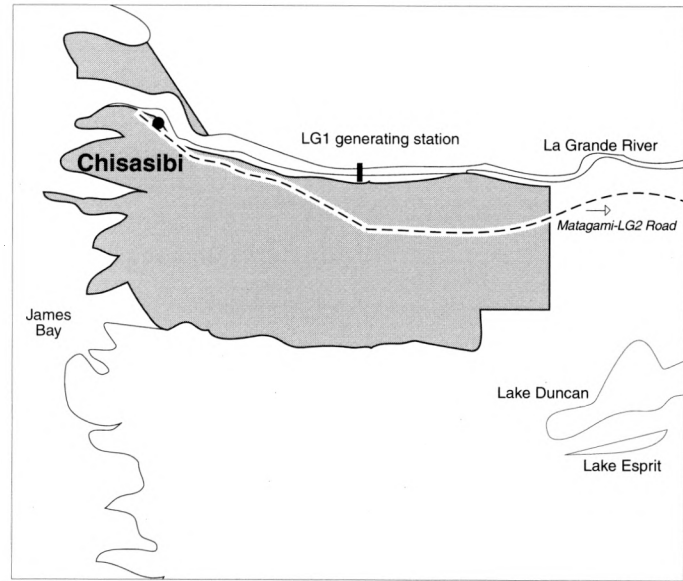 LG1 generating station
La Grande River
Chisasibi
Matagami-LG2 Road
James
Bay
Lake Duncan
Lake Esprit